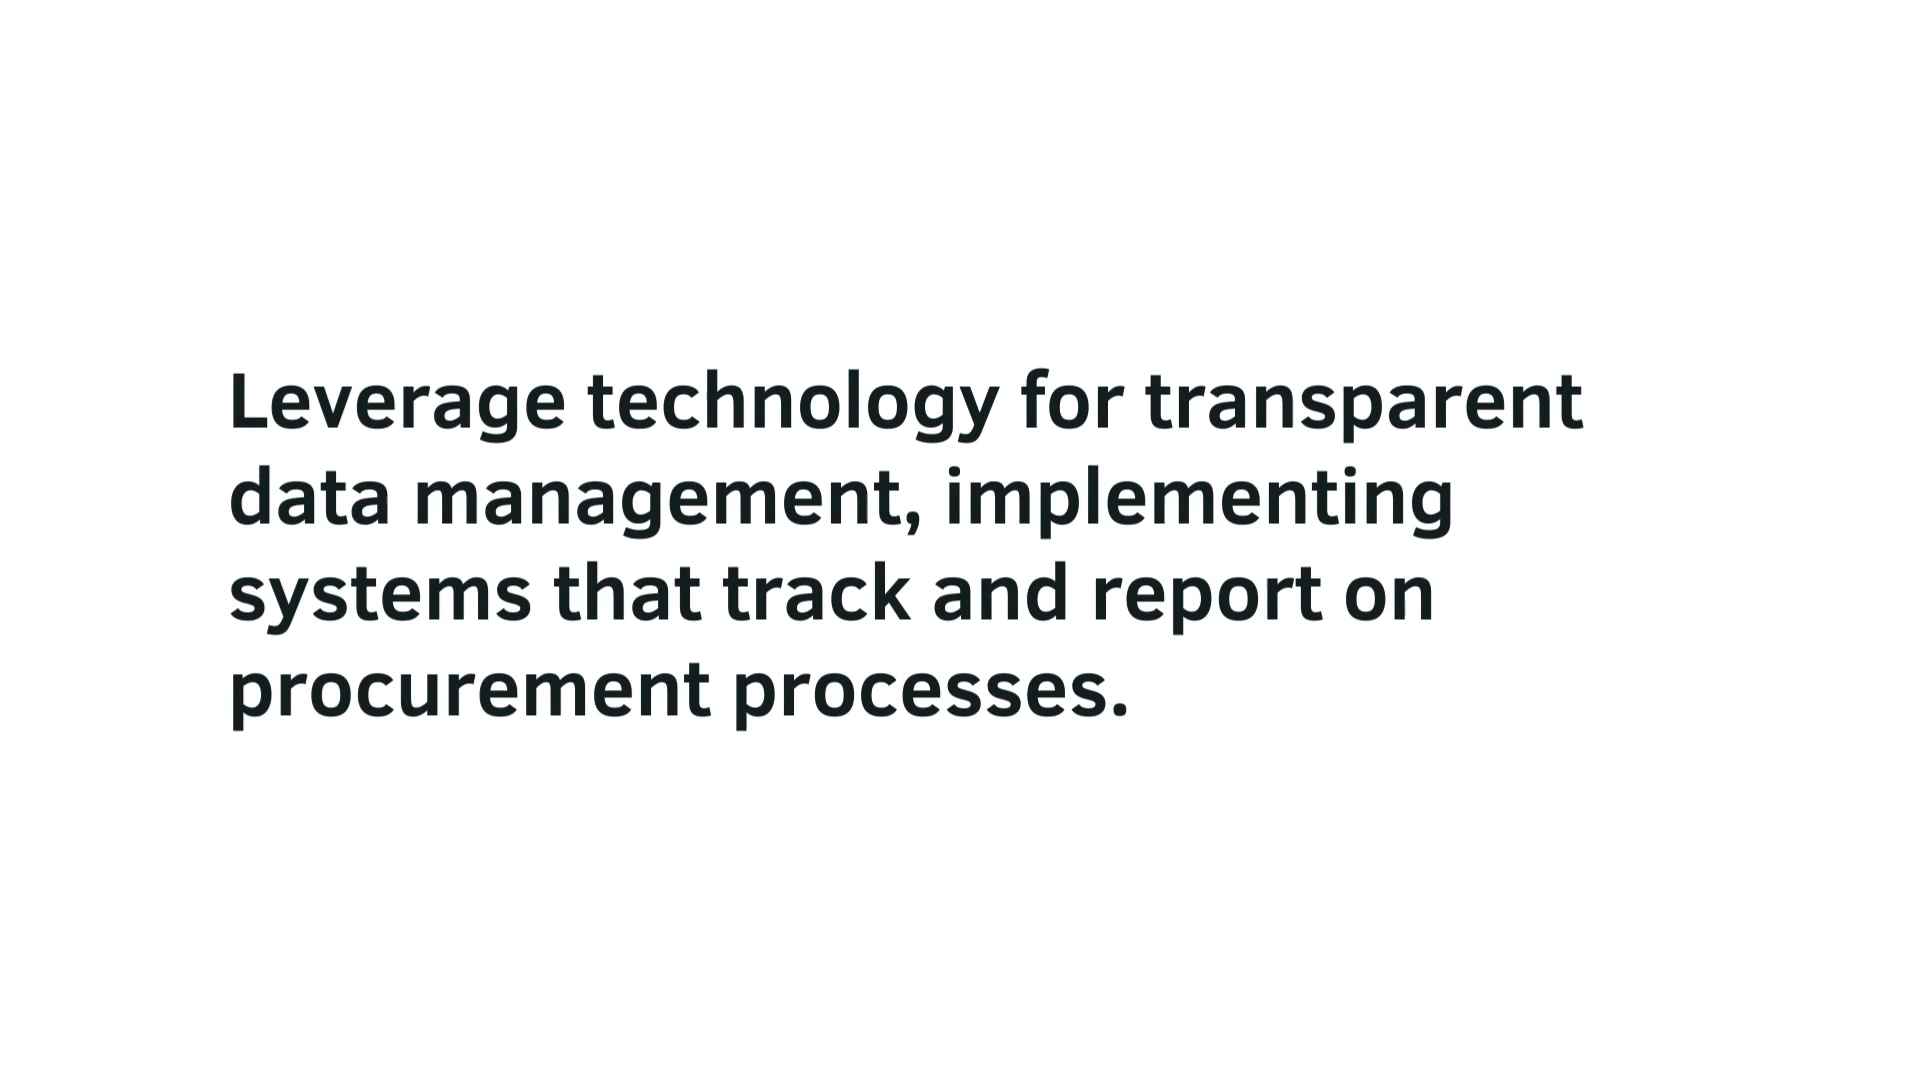 Leverage technology for transparent
data management, implementing
systems that track and report on
procurement processes.